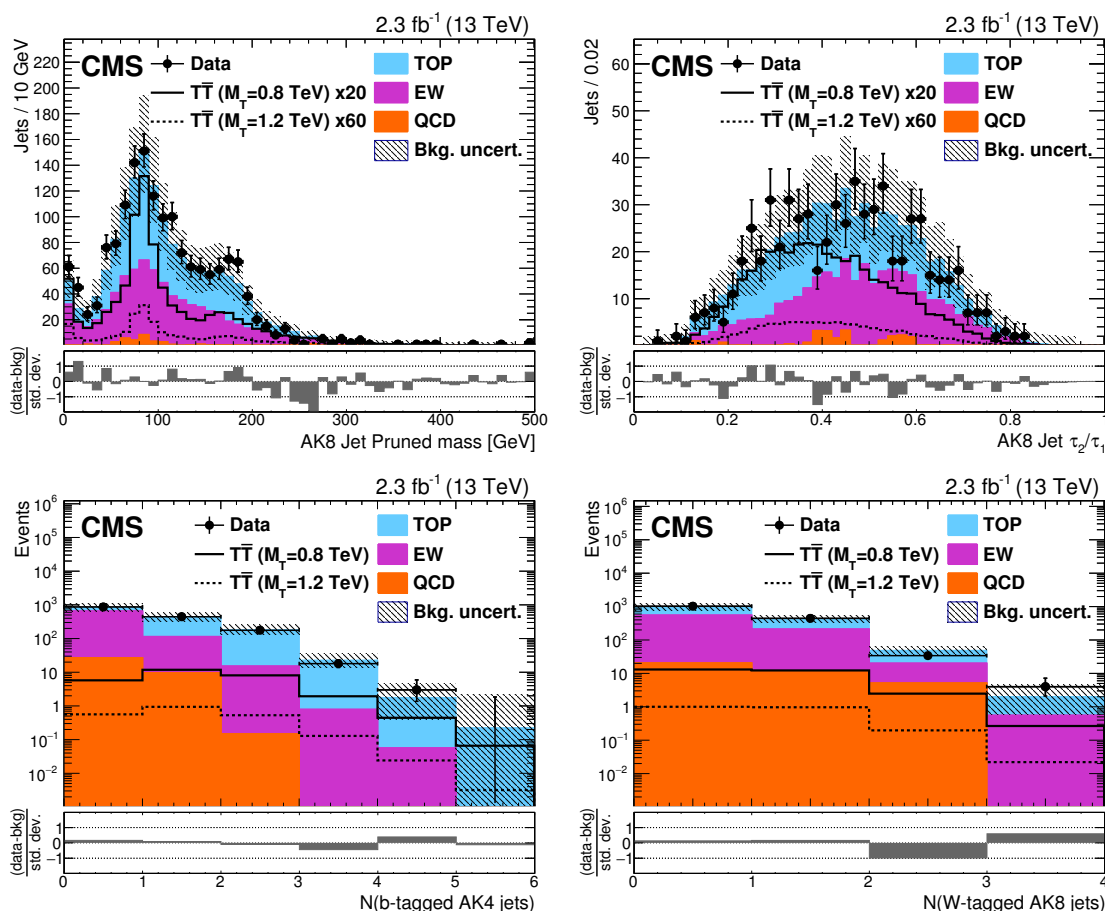 2.3 fb⁻¹ (13 TeV)
CMS
Data
TT̅ (M_T=0.8 TeV) x20
TT̅ (M_T=1.2 TeV) x60
TOP
EW
QCD
Bkg. uncert.
Jets / 10 GeV
220
200
180
160
140
120
100
80
60
40
20
(data-bkg)
std. dev.
1
0
−1
0 100 200 300 400 500
AK8 Jet Pruned mass [GeV]
2.3 fb⁻¹ (13 TeV)
CMS
Data
TT̅ (M_T=0.8 TeV) x20
TT̅ (M_T=1.2 TeV) x60
TOP
EW
QCD
Bkg. uncert.
Jets / 0.02
60
50
40
30
20
10
(data-bkg)
std. dev.
1
0
−1
0 0.2 0.4 0.6 0.8 1
AK8 Jet τ₂/τ₁
2.3 fb⁻¹ (13 TeV)
CMS
Data
TT̅ (M_T=0.8 TeV)
TT̅ (M_T=1.2 TeV)
TOP
EW
QCD
Bkg. uncert.
Events
10⁶
10⁵
10⁴
10³
10²
10
1
10⁻¹
10⁻²
(data-bkg)
std. dev.
1
0
−1
0 1 2 3 4 5 6
N(b-tagged AK4 jets)
2.3 fb⁻¹ (13 TeV)
CMS
Data
TT̅ (M_T=0.8 TeV)
TT̅ (M_T=1.2 TeV)
TOP
EW
QCD
Bkg. uncert.
Events
10⁶
10⁵
10⁴
10³
10²
10
1
10⁻¹
10⁻²
(data-bkg)
std. dev.
1
0
−1
0 1 2 3 4
N(W-tagged AK8 jets)